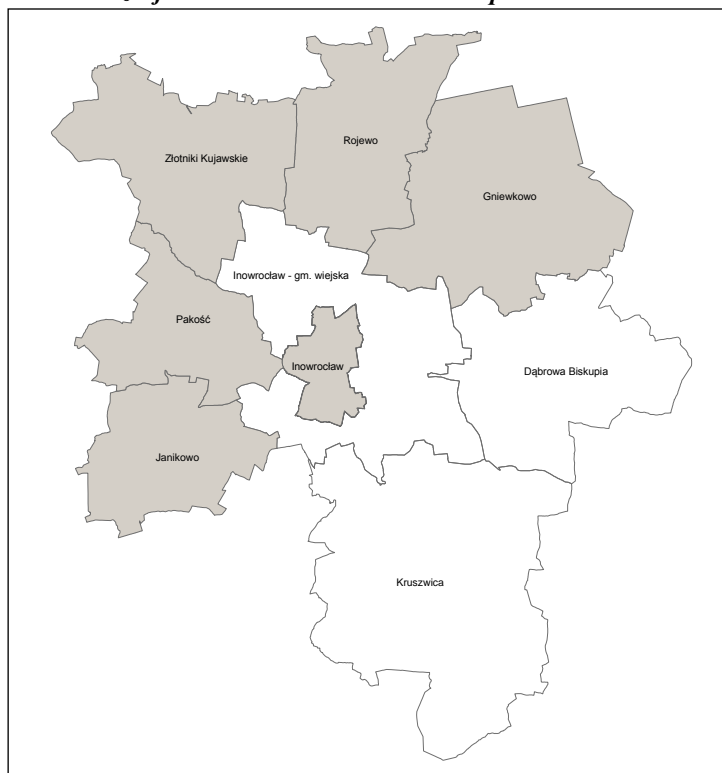 Rojewo
Złotniki Kujawskie
Gniewkowo
Inowrocław - gm. wiejska
Pakość
Inowrocław
Dąbrowa Biskupia
Janikowo
Kruszwica